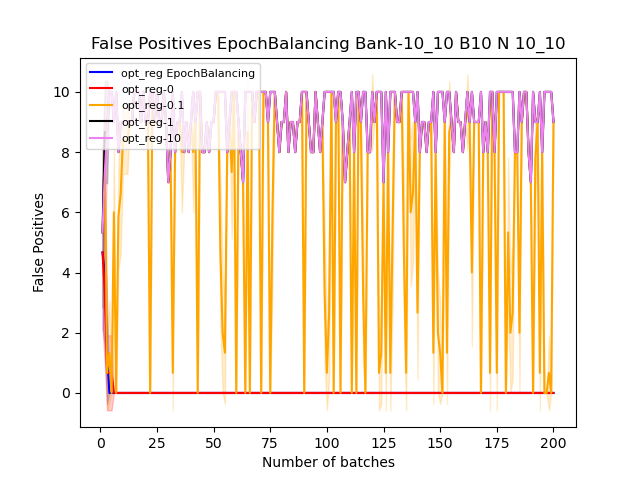 False Positives EpochBalancing Bank-10_10 B10 N 10_10
opt_reg EpochBalancing
opt_reg-0
opt_reg-0.1
opt_reg-1
opt_reg-10
10
8
6
4
2
0
False Positives
0 25 50 75 100 125 150 175 200
Number of batches